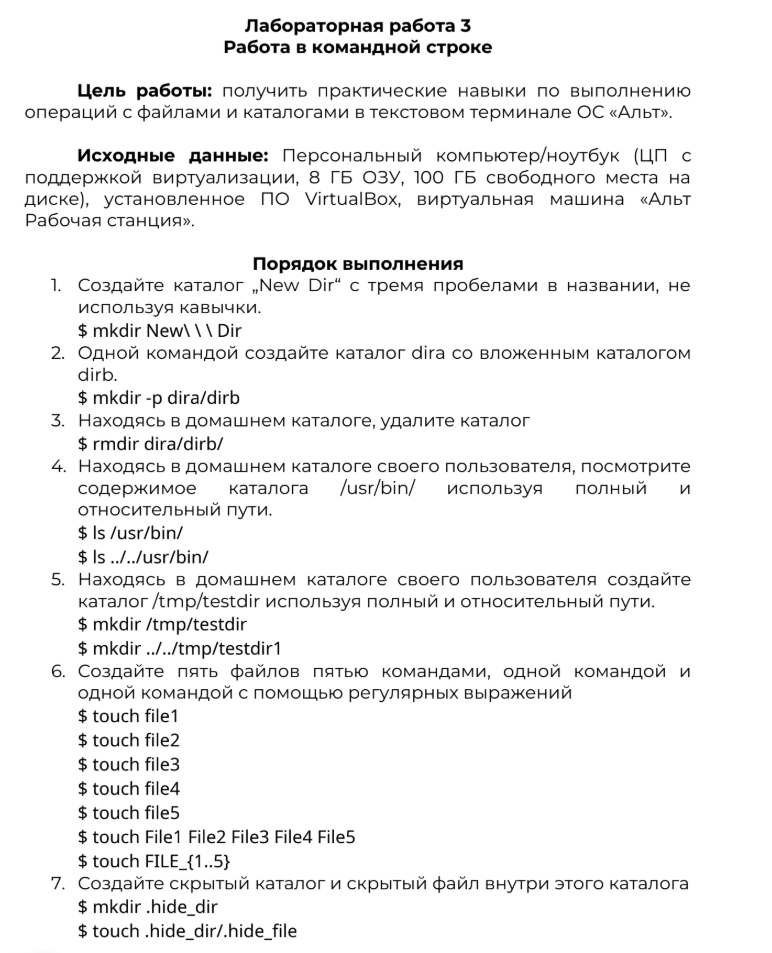 Лабораторная работа 3
Работа в командной строке
Цель работы: получить практические навыки по выполнению
операций с файлами и каталогами в текстовом терминале ОС «Альт».
Исходные данные: Персональный компьютер/ноутбук (ЦП с
поддержкой виртуализации, 8 ГБ ОЗУ, 100 ГБ свободного места на
диске), установленное ПО VirtualBox, виртуальная машина «Альт
Рабочая станция».
Порядок выполнения
1. Создайте каталог „New Dir“ с тремя пробелами в названии, не
используя кавычки.
$ mkdir New\ \ \ Dir
2. Одной командой создайте каталог dira со вложенным каталогом
dirb.
$ mkdir -p dira/dirb
3. Находясь в домашнем каталоге, удалите каталог
$ rmdir dira/dirb/
4. Находясь в домашнем каталоге своего пользователя, посмотрите
содержимое каталога /usr/bin/ используя полный и
относительный пути.
$ ls /usr/bin/
$ ls ../../usr/bin/
5. Находясь в домашнем каталоге своего пользователя создайте
каталог /tmp/testdir используя полный и относительный пути.
$ mkdir /tmp/testdir
$ mkdir ../../tmp/testdir1
6. Создайте пять файлов пятью командами, одной командой и
одной командой с помощью регулярных выражений
$ touch file1
$ touch file2
$ touch file3
$ touch file4
$ touch file5
$ touch File1 File2 File3 File4 File5
$ touch FILE_{1..5}
7. Создайте скрытый каталог и скрытый файл внутри этого каталога
$ mkdir .hide_dir
$ touch .hide_dir/.hide_file